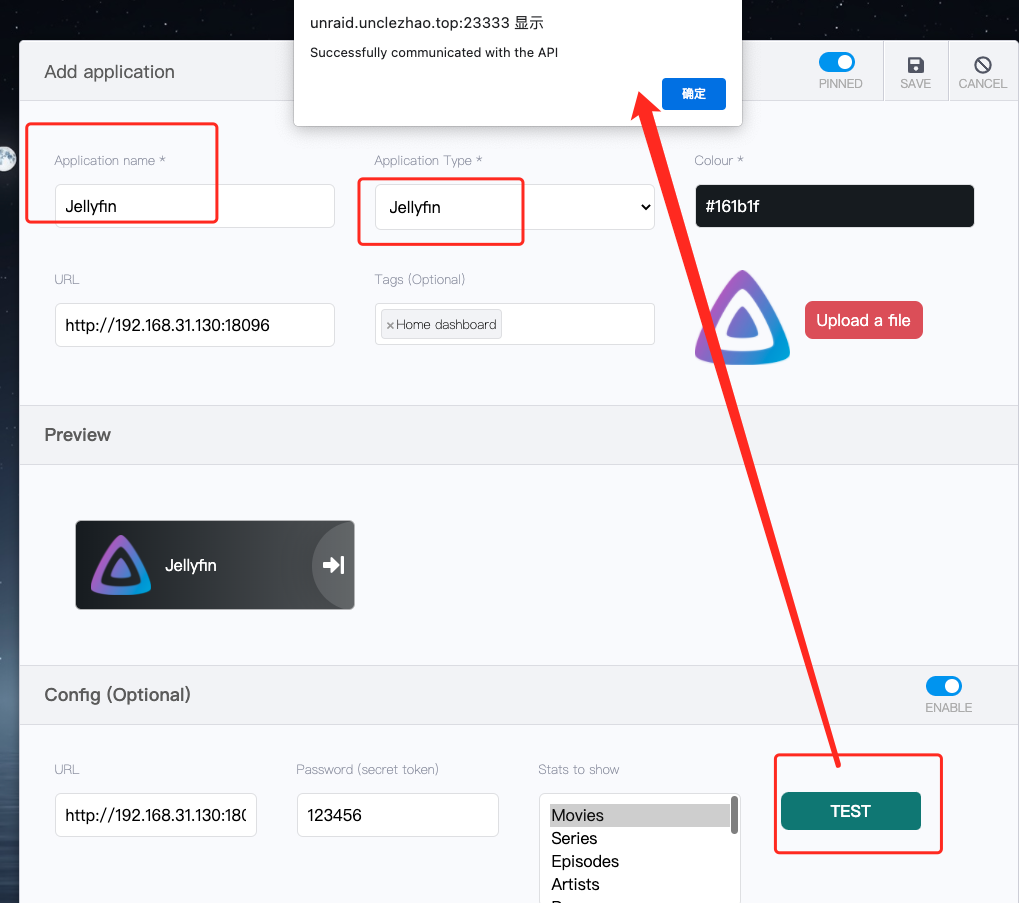 unraid.unclezhao.top:23333 显示
Successfully communicated with the API
确定
Add application
PINNED
SAVE
CANCEL
Application name *
Application Type *
Colour *
Jellyfin
Jellyfin
#161b1f
URL
Tags (Optional)
http://192.168.31.130:18096
×Home dashboard
Upload a file
Preview
Jellyfin
Config (Optional)
ENABLE
URL
Password (secret token)
Stats to show
http://192.168.31.130:180
123456
Movies
TEST
Series
Episodes
Artists